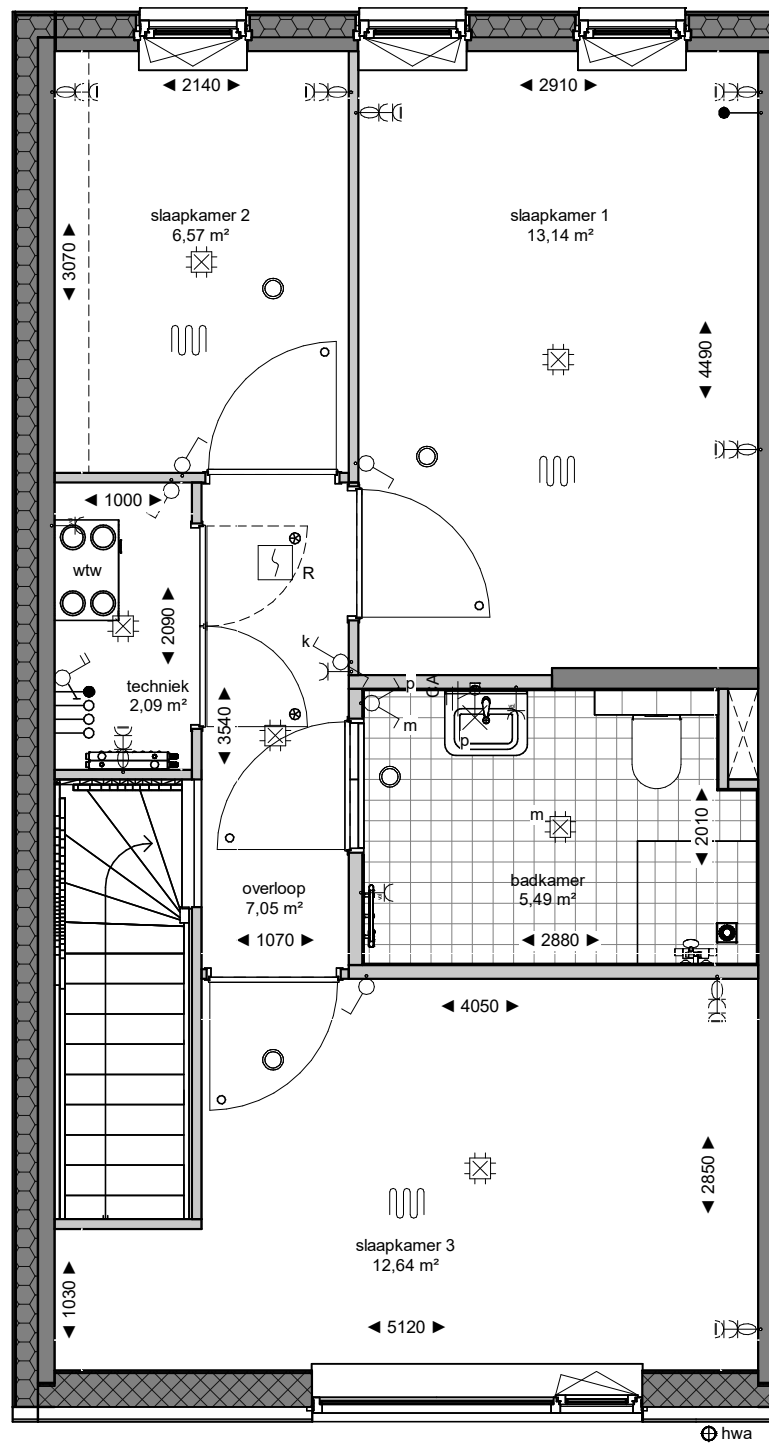 ◄ 2140 ►
◄ 2910 ►
slaapkamer 2
6,57 m²
slaapkamer 1
13,14 m²
◄ 3070 ►
◄ 4490 ►
◄ 1000 ►
wtw
R
◄ 2090 ►
k
techniek
2,09 m²
◄ 3540 ►
p
CA
m
p
m
◄ 2010 ►
overloop
7,05 m²
badkamer
5,49 m²
◄ 1070 ►
◄ 2880 ►
◄ 4050 ►
◄ 2850 ►
slaapkamer 3
12,64 m²
◄ 1030 ►
◄ 5120 ►
hwa